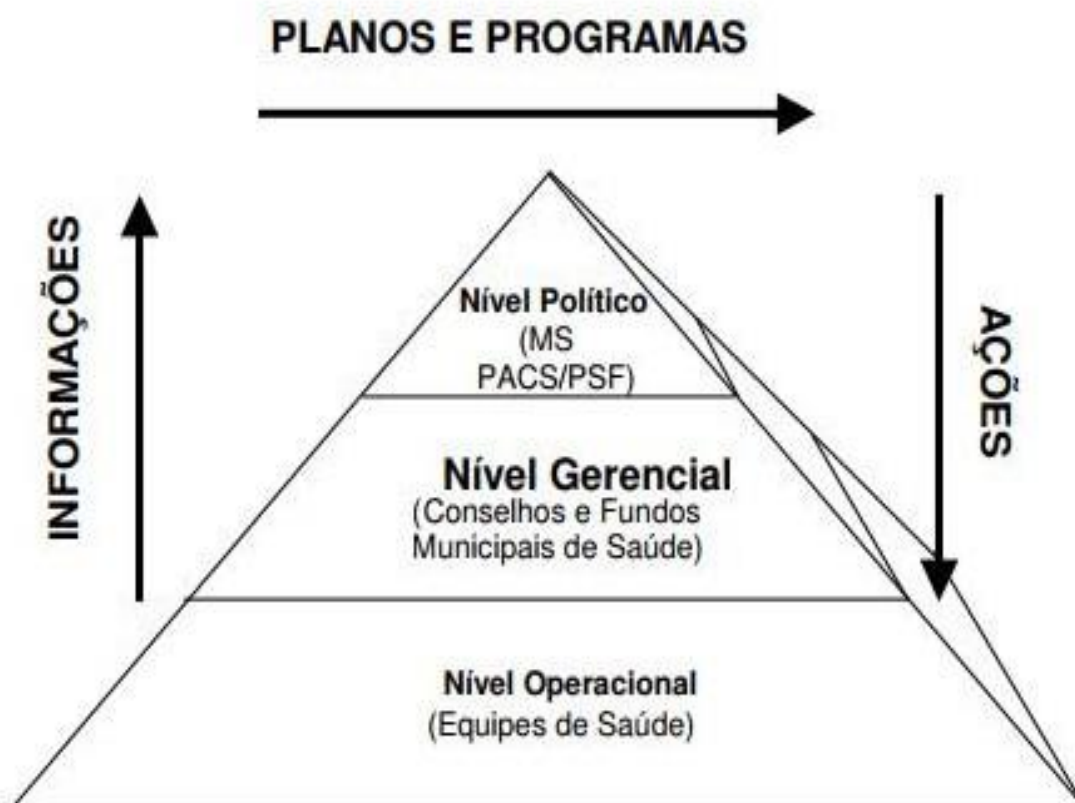 PLANOS E PROGRAMAS
INFORMAÇÕES
Nível Político
(MS
PACS/PSF)
AÇÕES
Nível Gerencial
(Conselhos e Fundos
Municipais de Saúde)
Nível Operacional
(Equipes de Saúde)